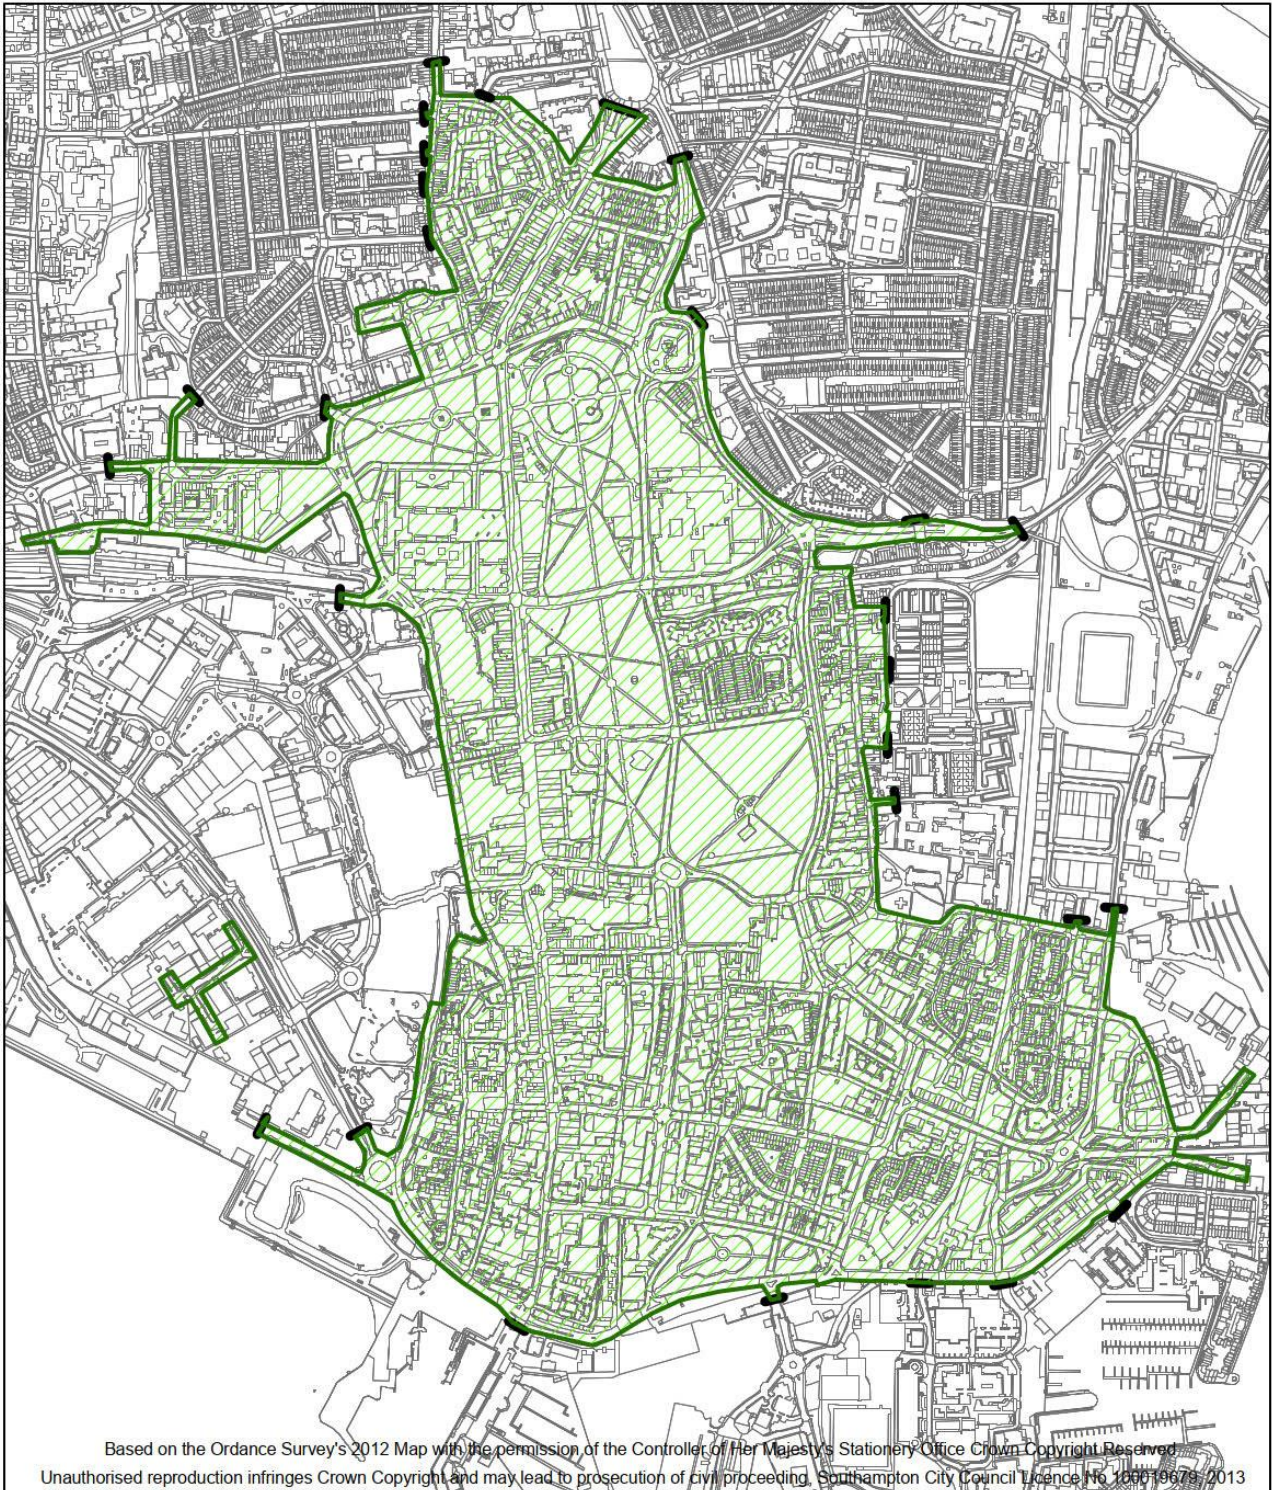 Based on the Ordance Survey's 2012 Map with the permission of the Controller of Her Majesty's Stationery Office Crown Copyright Reserved
Unauthorised reproduction infringes Crown Copyright and may lead to prosecution of civil proceeding. Southampton City Council Licence No 100019679 2013